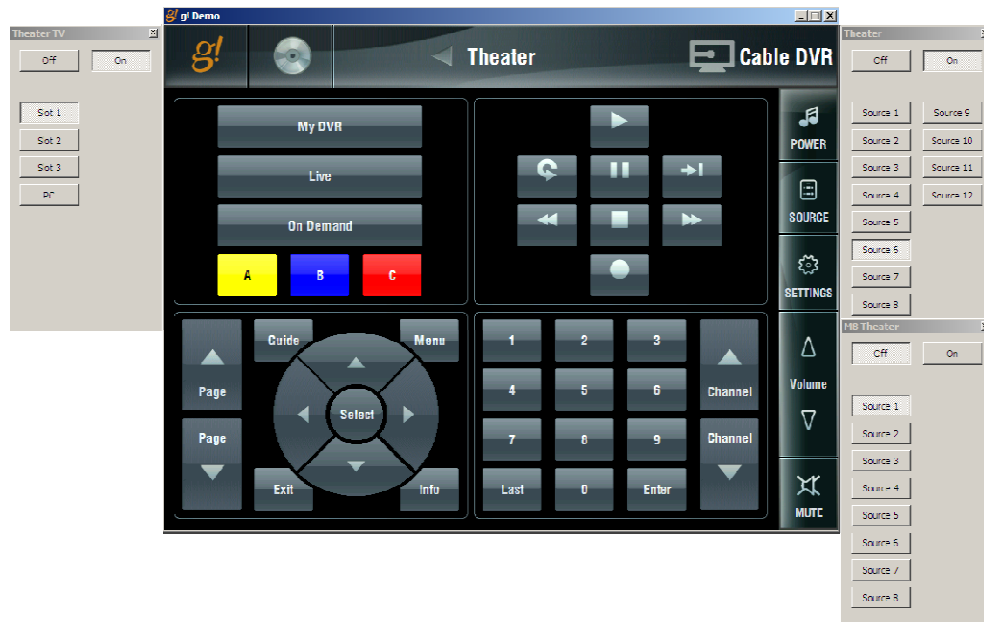 g! g! Demo
Theater TV
Off On
Slot 1
Slot 2
Slot 3
PC
g!
Theater
Cable DVR
My DVR
Live
On Demand
A B C
POWER
SOURCE
SETTINGS
Volume
MUTE
Page
Page
Guide
Menu
Select
Exit
Info
1 2 3
4 5 6
7 8 9
Last 0 Enter
Channel
Channel
Theater
Off On
Source 1 Source 9
Source 2 Source 10
Source 3 Source 11
Source 4 Source 12
Source 5
Source 6
Source 7
Source 8
MB Theater
Off On
Source 1
Source 2
Source 3
Source 4
Source 5
Source 6
Source 7
Source 8